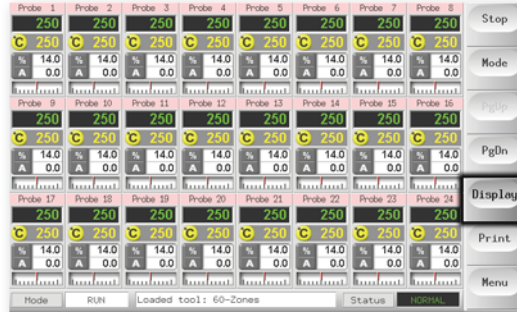 Probe 1 Probe 2 Probe 3 Probe 4 Probe 5 Probe 6 Probe 7 Probe 8 Stop
250 250 250 250 250 250 250 250
°C 250 °C 250 °C 250 °C 250 °C 250 °C 250 °C 250 °C 250
% 14.0 % 14.0 % 14.0 % 14.0 % 14.0 % 14.0 % 14.0 % 14.0 Mode
A 0.0 A 0.0 A 0.0 A 0.0 A 0.0 A 0.0 A 0.0 A 0.0
Probe 9 Probe 10 Probe 11 Probe 12 Probe 13 Probe 14 Probe 15 Probe 16 PgUp
250 250 250 250 250 250 250 250
°C 250 °C 250 °C 250 °C 250 °C 250 °C 250 °C 250 °C 250
% 14.0 % 14.0 % 14.0 % 14.0 % 14.0 % 14.0 % 14.0 % 14.0 PgDn
A 0.0 A 0.0 A 0.0 A 0.0 A 0.0 A 0.0 A 0.0 A 0.0
Probe 17 Probe 18 Probe 19 Probe 20 Probe 21 Probe 22 Probe 23 Probe 24 Display
250 250 250 250 250 250 250 250
°C 250 °C 250 °C 250 °C 250 °C 250 °C 250 °C 250 °C 250
% 14.0 % 14.0 % 14.0 % 14.0 % 14.0 % 14.0 % 14.0 % 14.0 Print
A 0.0 A 0.0 A 0.0 A 0.0 A 0.0 A 0.0 A 0.0 A 0.0
Menu
Mode RUN Loaded tool: 60-Zones Status NORMAL